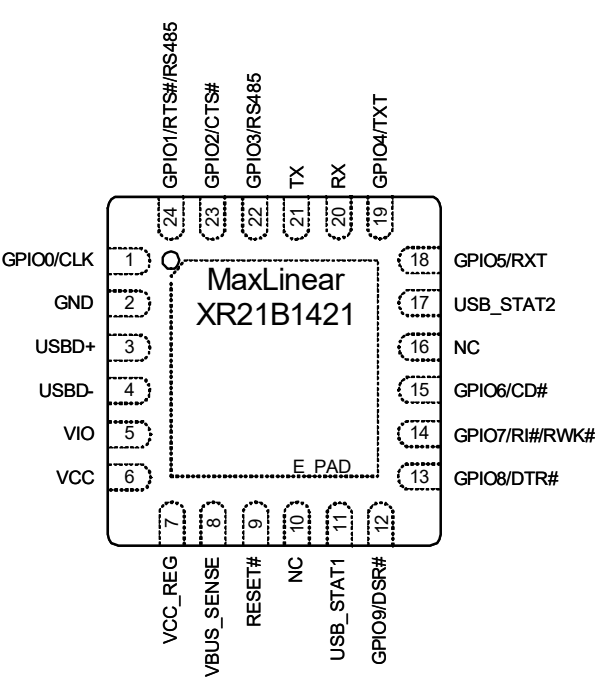 GPIO1/RTS#/RS485
GPIO2/CTS#
GPIO3/RS485
TX
RX
GPIO4/TXT
24
23
22
21
20
19
GPIO0/CLK 1
GND 2
USBD+ 3
USBD- 4
VIO 5
VCC 6
MaxLinear
XR21B1421
E_PAD
18 GPIO5/RXT
17 USB_STAT2
16 NC
15 GPIO6/CD#
14 GPIO7/RI#/RWK#
13 GPIO8/DTR#
7
8
9
10
11
12
VCC_REG
VBUS_SENSE
RESET#
NC
USB_STAT1
GPIO9/DSR#